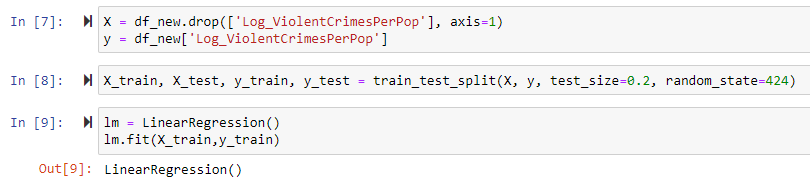 In [7]: X = df_new.drop(['Log_ViolentCrimesPerPop'], axis=1)
y = df_new['Log_ViolentCrimesPerPop']
In [8]: X_train, X_test, y_train, y_test = train_test_split(X, y, test_size=0.2, random_state=424)
In [9]: lm = LinearRegression()
lm.fit(X_train,y_train)
Out[9]: LinearRegression()